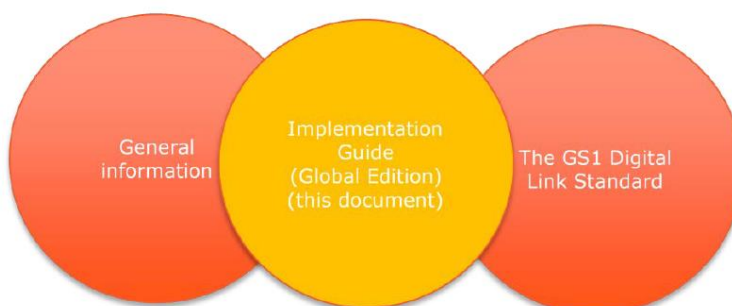 General
information
Implementation
Guide
(Global Edition)
(this document)
The GS1 Digital
Link Standard